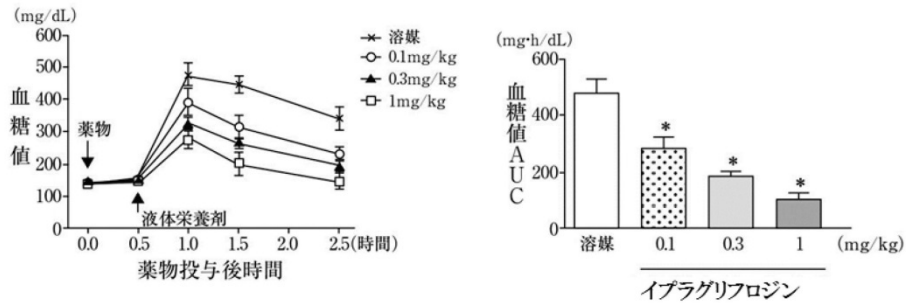 (mg/dL)
600
500
400
300
200
100
0
血糖値
薬物
液体栄養剤
溶媒
0.1mg/kg
0.3mg/kg
1mg/kg
0.0 0.5 1.0 1.5 2.0 2.5(時間)
薬物投与後時間
(mg·h/dL)
600
400
200
0
血糖値AUC
*
*
*
溶媒 0.1 0.3 1 (mg/kg)
イプラグリフロジン